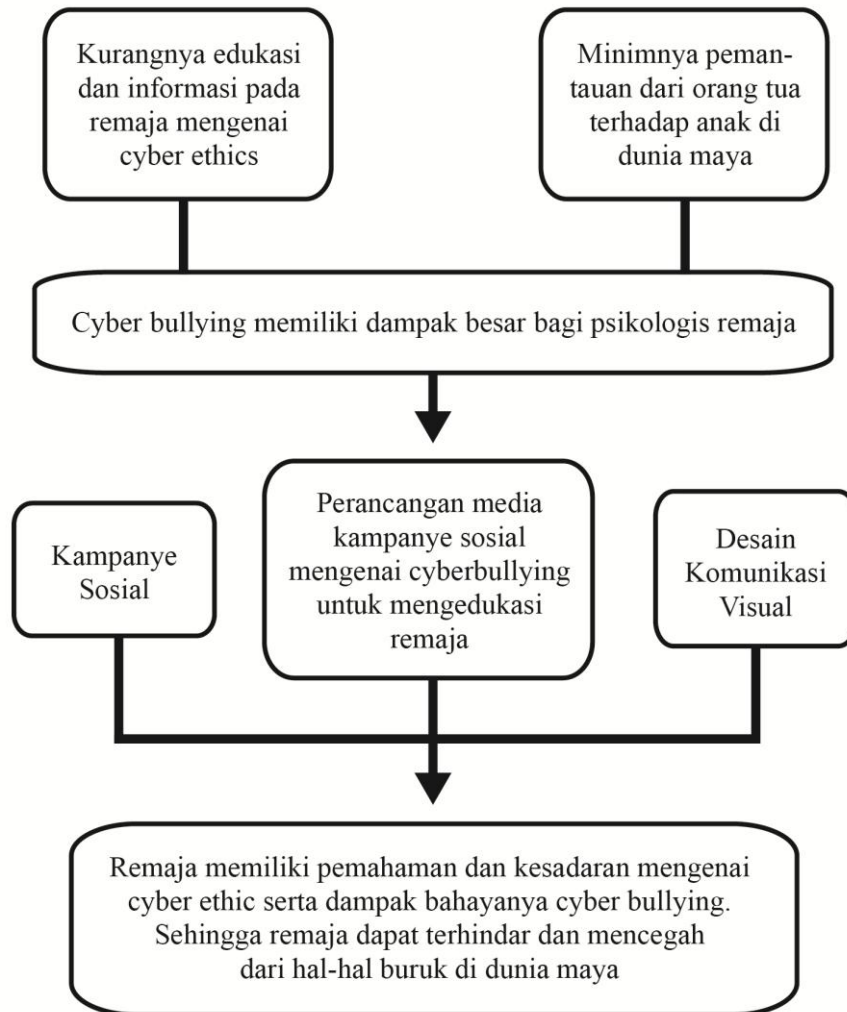 Kurangnya edukasi
dan informasi pada
remaja mengenai
cyber ethics
Minimnya peman-
tauan dari orang tua
terhadap anak di
dunia maya
Cyber bullying memiliki dampak besar bagi psikologis remaja
Kampanye
Sosial
Perancangan media
kampanye sosial
mengenai cyberbullying
untuk mengedukasi
remaja
Desain
Komunikasi
Visual
Remaja memiliki pemahaman dan kesadaran mengenai
cyber ethic serta dampak bahayanya cyber bullying.
Sehingga remaja dapat terhindar dan mencegah
dari hal-hal buruk di dunia maya